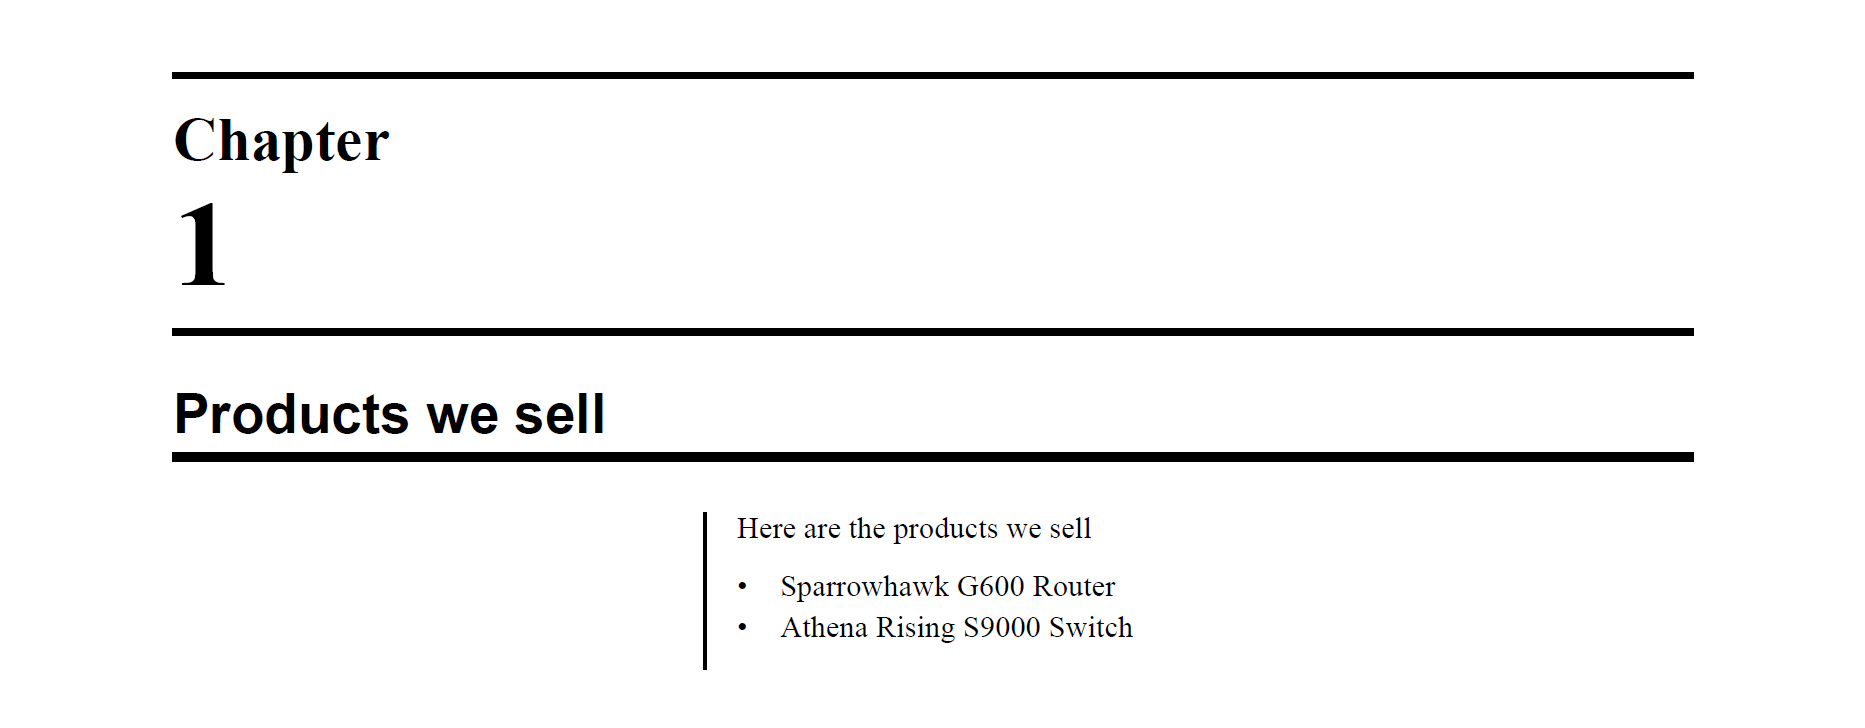 Chapter
1
Products we sell
Here are the products we sell
• Sparrowhawk G600 Router
• Athena Rising S9000 Switch